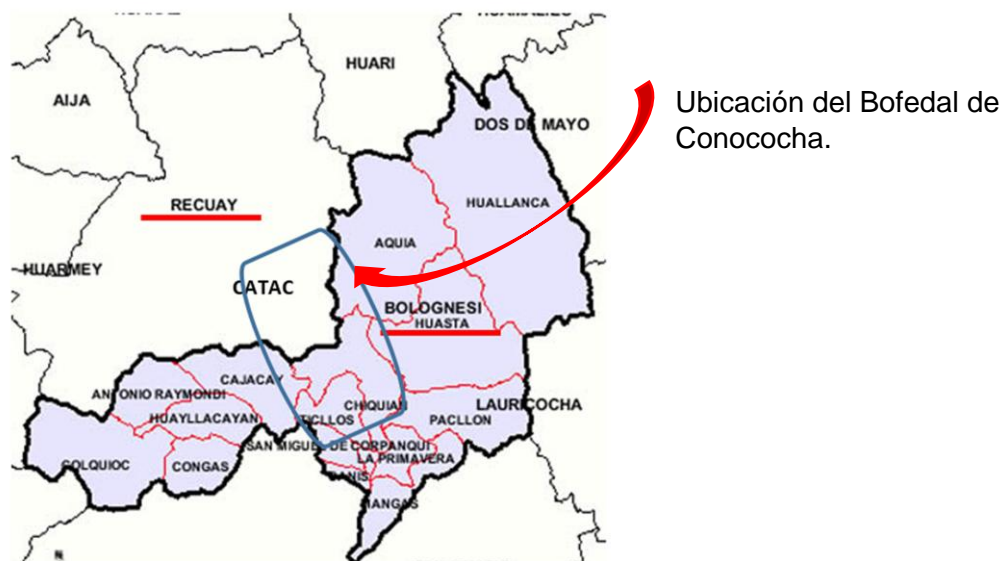 HUARI
AIJA
DOS DE MAYO
RECUAY
HUALLANCA
AQUIA
HUARMEY
CATAC
BOLOGNESI
HUASTA
CAJACAY
ANTONIO RAYMONDI
CHIQUIAN
LAURICOCHA
HUAYLLACAYAN
TICLLOS
PACLLON
SAN MIGUEL DE CORPANQUI
LA PRIMAVERA
COLQUIOC
CONGAS
MANGAS
N
Ubicación del Bofedal de
Conococha.